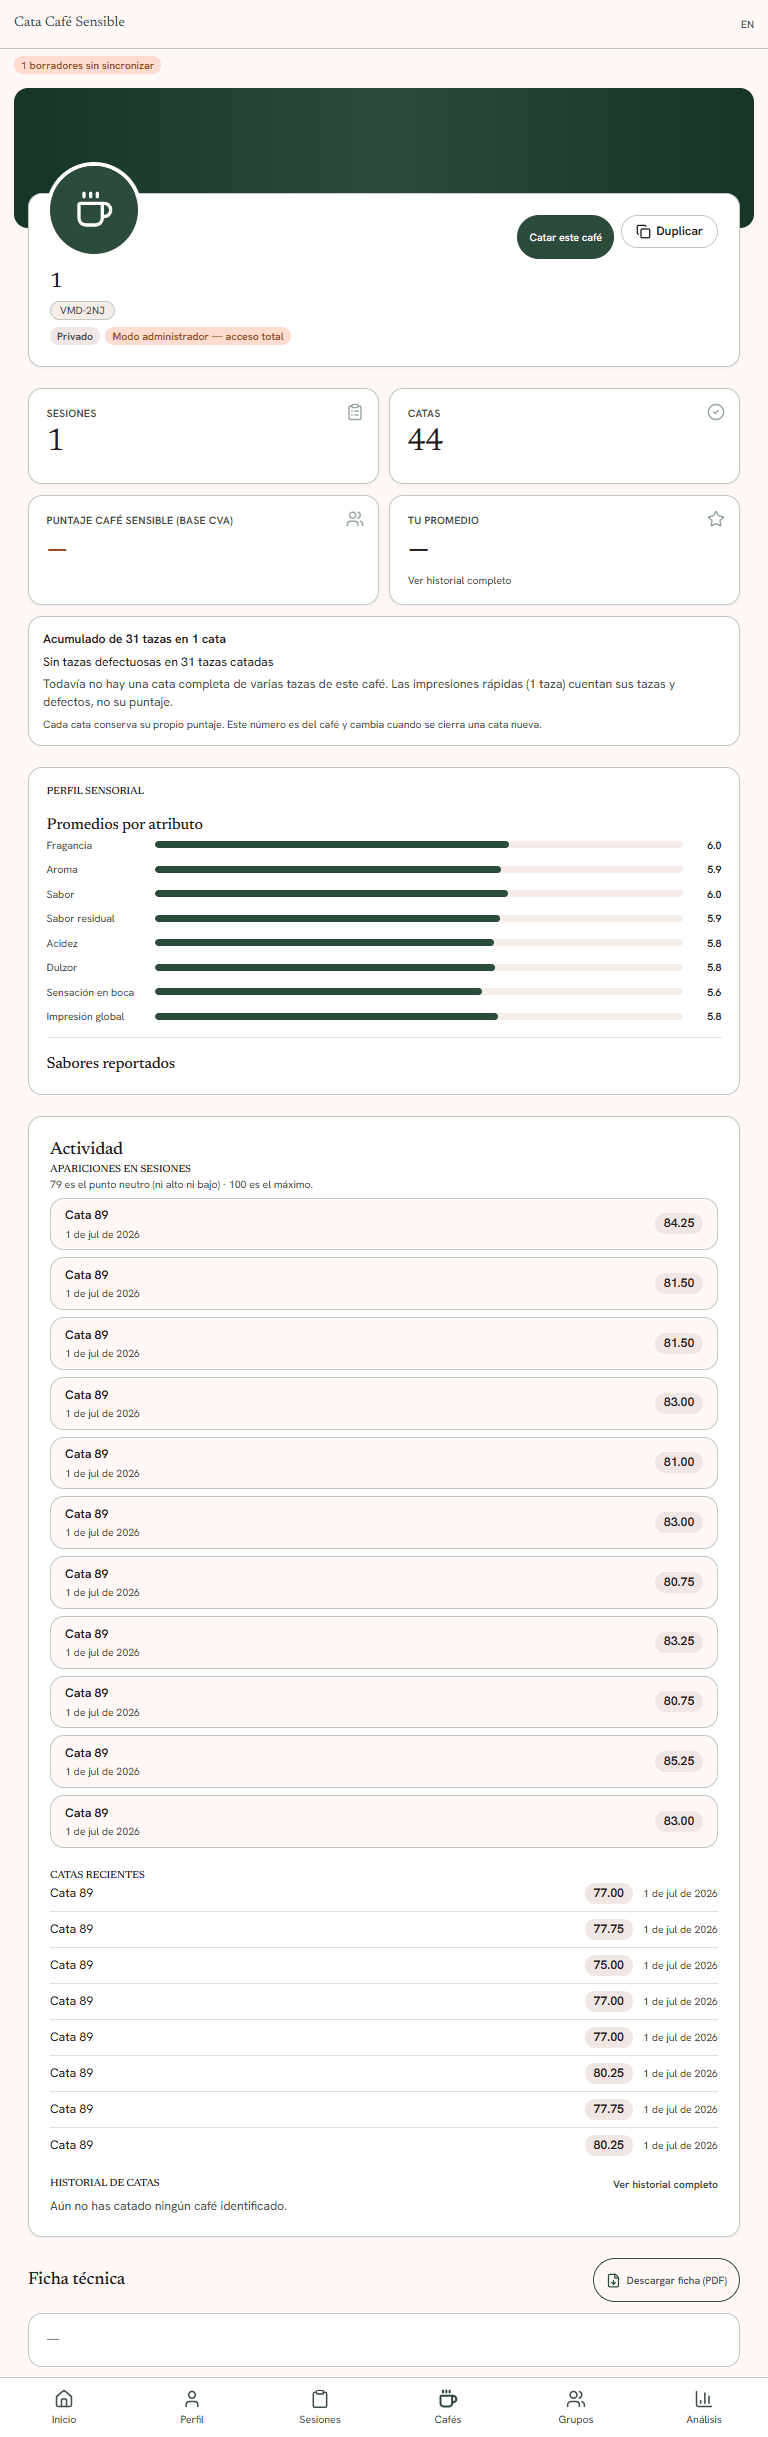 Cata Café Sensible
EN
1 borradores sin sincronizar
Catar este café
Duplicar
1
VMD-2NJ
Privado
Modo administrador — acceso total
SESIONES
1
CATAS
44
PUNTAJE CAFÉ SENSIBLE (BASE CVA)
—
TU PROMEDIO
—
Ver historial completo
Acumulado de 31 tazas en 1 cata
Sin tazas defectuosas en 31 tazas catadas
Todavía no hay una cata completa de varias tazas de este café. Las impresiones rápidas (1 taza) cuentan sus tazas y
defectos, no su puntaje.
Cada cata conserva su propio puntaje. Este número es del café y cambia cuando se cierra una cata nueva.
PERFIL SENSORIAL
Promedios por atributo
Fragancia 6.0
Aroma 5.9
Sabor 6.0
Sabor residual 5.9
Acidez 5.8
Dulzor 5.8
Sensación en boca 5.6
Impresión global 5.8
Sabores reportados
Actividad
APARICIONES EN SESIONES
79 es el punto neutro (ni alto ni bajo) · 100 es el máximo.
Cata 89
1 de jul de 2026
84.25
Cata 89
1 de jul de 2026
81.50
Cata 89
1 de jul de 2026
81.50
Cata 89
1 de jul de 2026
83.00
Cata 89
1 de jul de 2026
81.00
Cata 89
1 de jul de 2026
83.00
Cata 89
1 de jul de 2026
80.75
Cata 89
1 de jul de 2026
83.25
Cata 89
1 de jul de 2026
80.75
Cata 89
1 de jul de 2026
85.25
Cata 89
1 de jul de 2026
83.00
CATAS RECIENTES
Cata 89 77.00 1 de jul de 2026
Cata 89 77.75 1 de jul de 2026
Cata 89 75.00 1 de jul de 2026
Cata 89 77.00 1 de jul de 2026
Cata 89 77.00 1 de jul de 2026
Cata 89 80.25 1 de jul de 2026
Cata 89 77.75 1 de jul de 2026
Cata 89 80.25 1 de jul de 2026
HISTORIAL DE CATAS
Ver historial completo
Aún no has catado ningún café identificado.
Ficha técnica
Descargar ficha (PDF)
—
Inicio
Perfil
Sesiones
Cafés
Grupos
Análisis